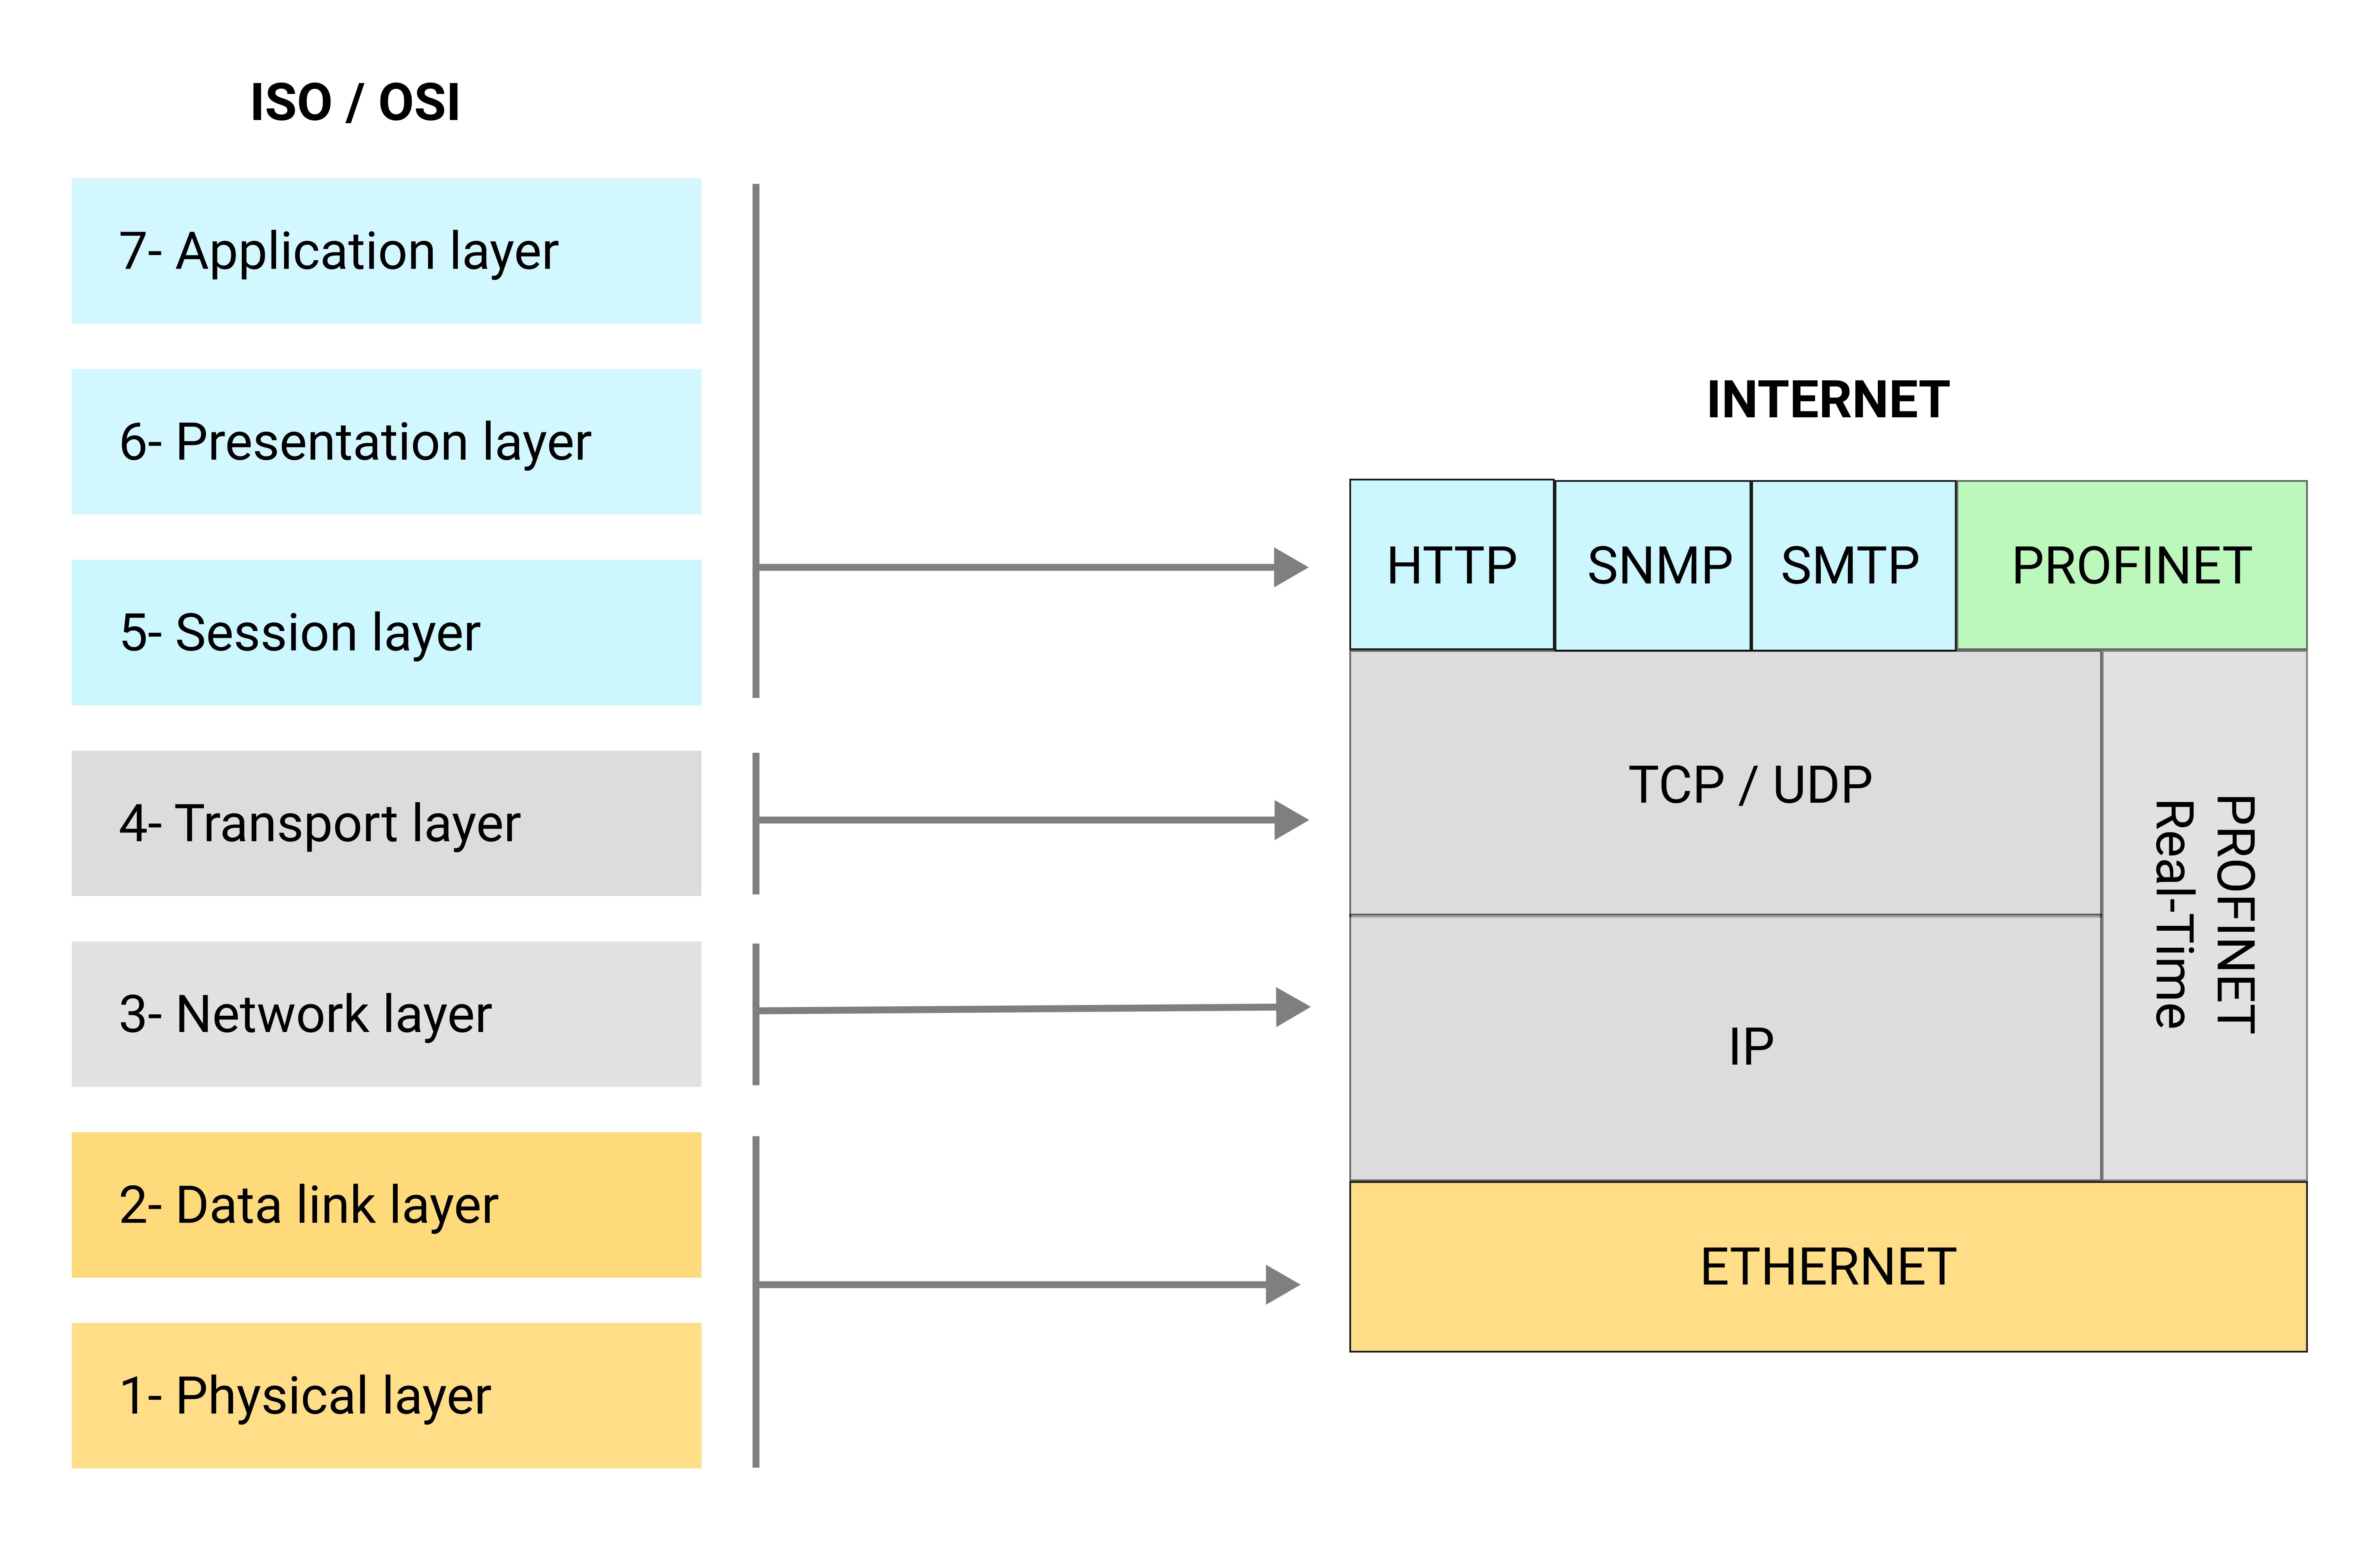 ISO / OSI
7- Application layer
6- Presentation layer
5- Session layer
4- Transport layer
3- Network layer
2- Data link layer
1- Physical layer
INTERNET
HTTP
SNMP
SMTP
PROFINET
TCP / UDP
IP
PROFINET
Real-Time
ETHERNET